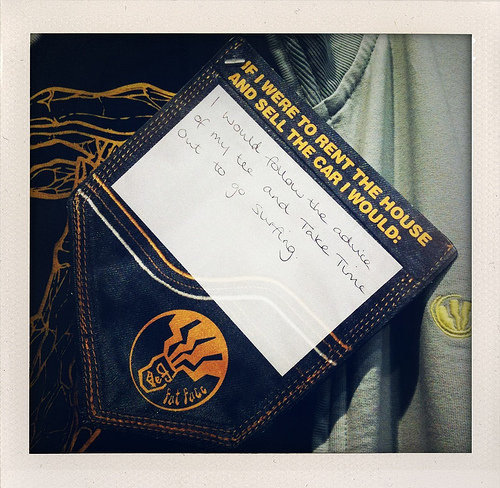 IF I WERE TO RENT THE HOUSE
AND SELL THE CAR I WOULD:
I would follow the advice
of my tee and Take Time
out to go surfing.
fat face